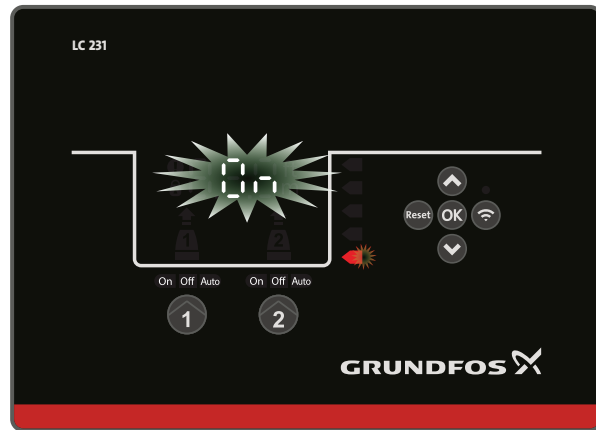 LC 231
On
1 2
Reset OK
On Off Auto On Off Auto
1 2
GRUNDFOS